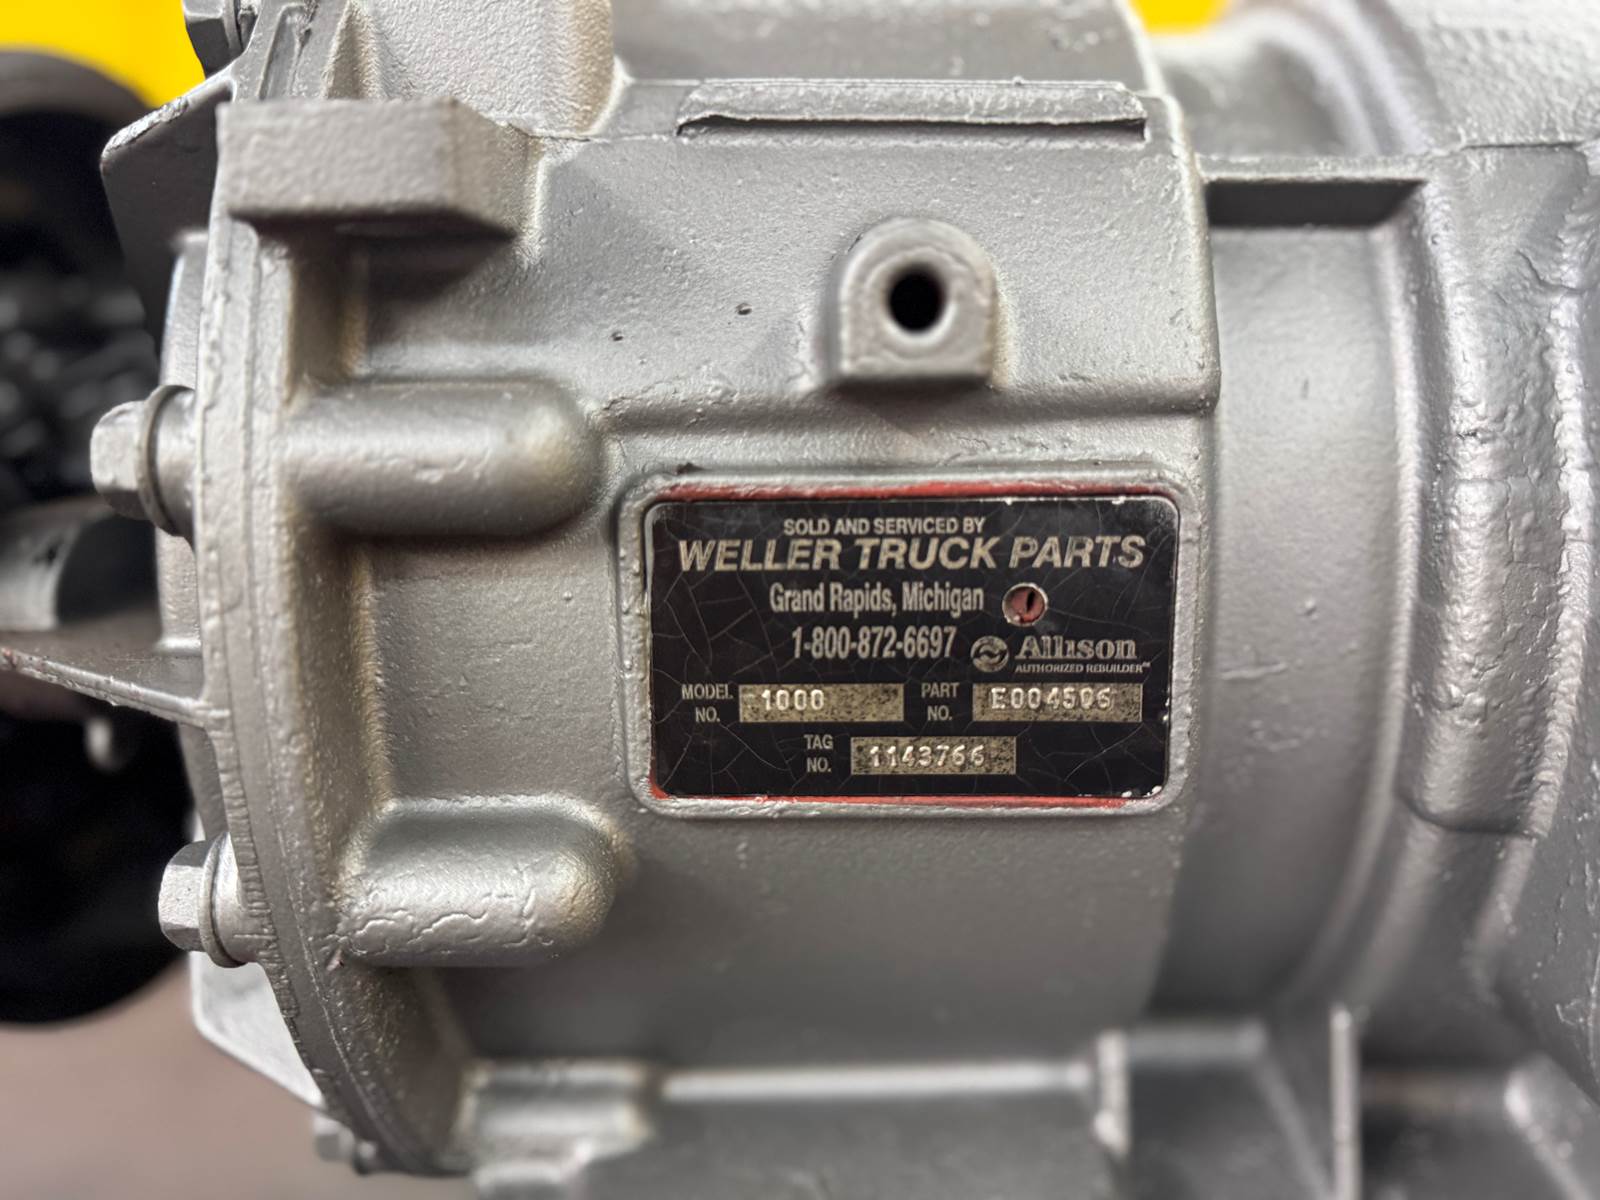 SOLD AND SERVICED BY
WELLER TRUCK PARTS
Grand Rapids, Michigan
1-800-872-6697
Allison
AUTHORIZED REBUILDER™
MODEL NO. 1000
PART NO. E004506
TAG NO. 1143766